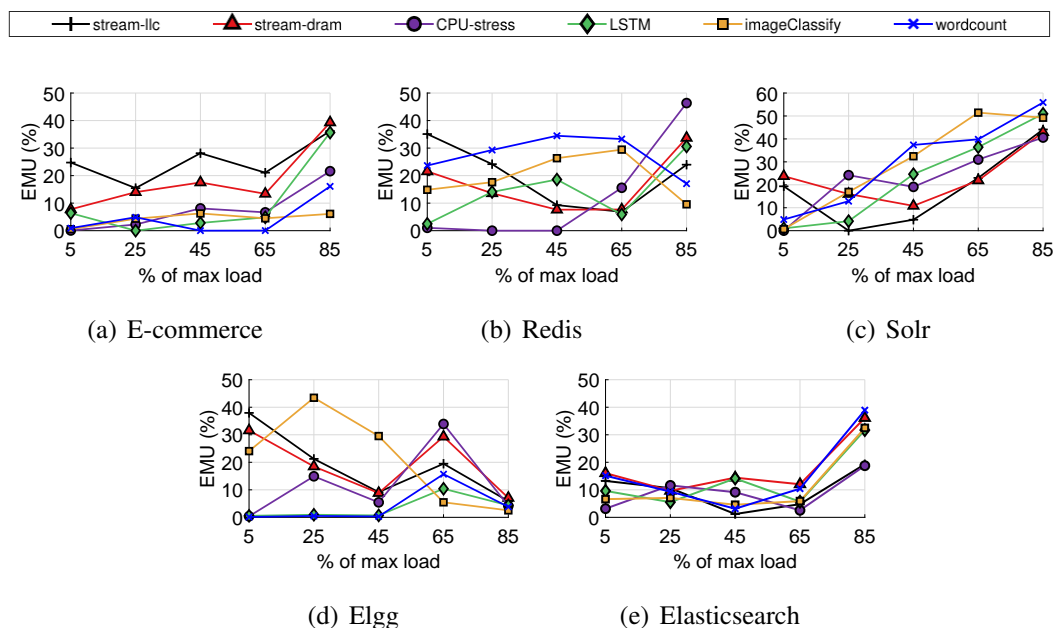 stream-llc stream-dram CPU-stress LSTM imageClassify wordcount
50 50 60
40 40 50
30 30 40
20 20 30
10 10 20
0 0 10
0
EMU (%) EMU (%) EMU (%)
5 25 45 65 85 5 25 45 65 85 5 25 45 65 85
% of max load % of max load % of max load
(a) E-commerce (b) Redis (c) Solr
50 50
40 40
30 30
20 20
10 10
0 0
EMU (%) EMU (%)
5 25 45 65 85 5 25 45 65 85
% of max load % of max load
(d) Elgg (e) Elasticsearch